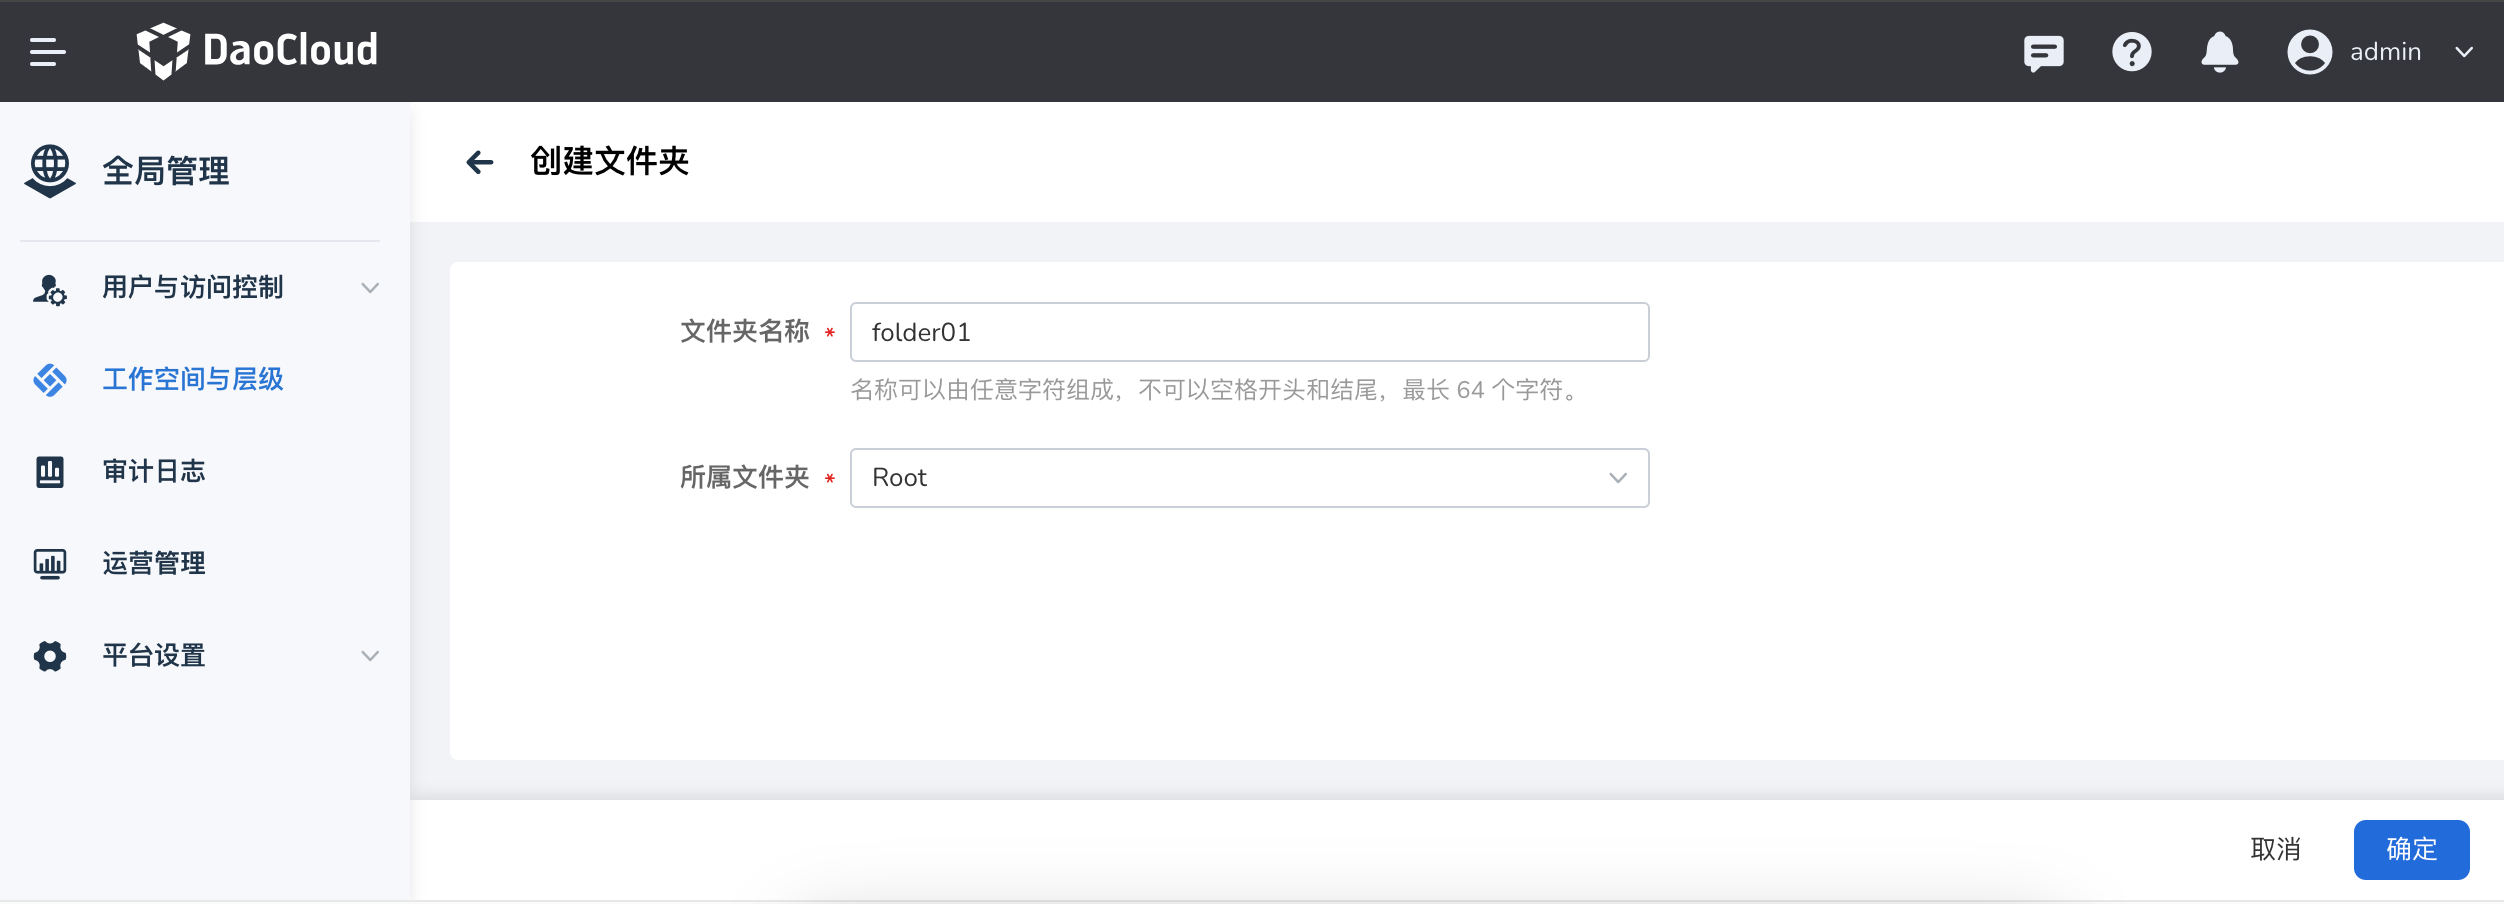 DaoCloud
admin
全局管理
用户与访问控制
工作空间与层级
审计日志
运营管理
平台设置
创建文件夹
文件夹名称 *
folder01
名称可以由任意字符组成，不可以空格开头和结尾，最长 64 个字符。
所属文件夹 *
Root
取消
确定